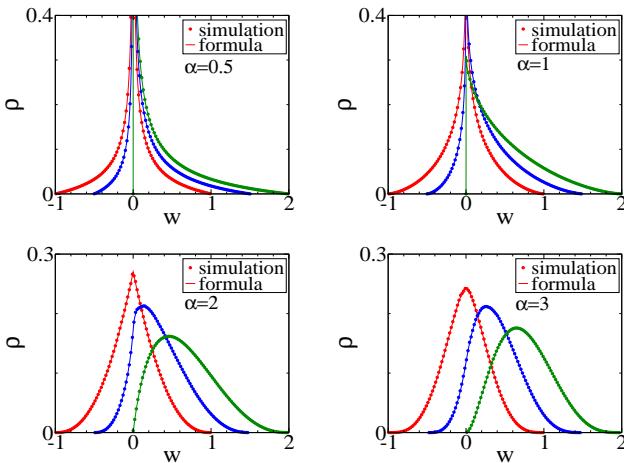 0.4
simulation
formula
α=0.5
ρ
0
-1 0 1 2
w
0.4
simulation
formula
α=1
ρ
0
-1 0 1 2
w
0.3
simulation
formula
α=2
ρ
0
-1 0 1 2
w
0.3
simulation
formula
α=3
ρ
0
-1 0 1 2
w